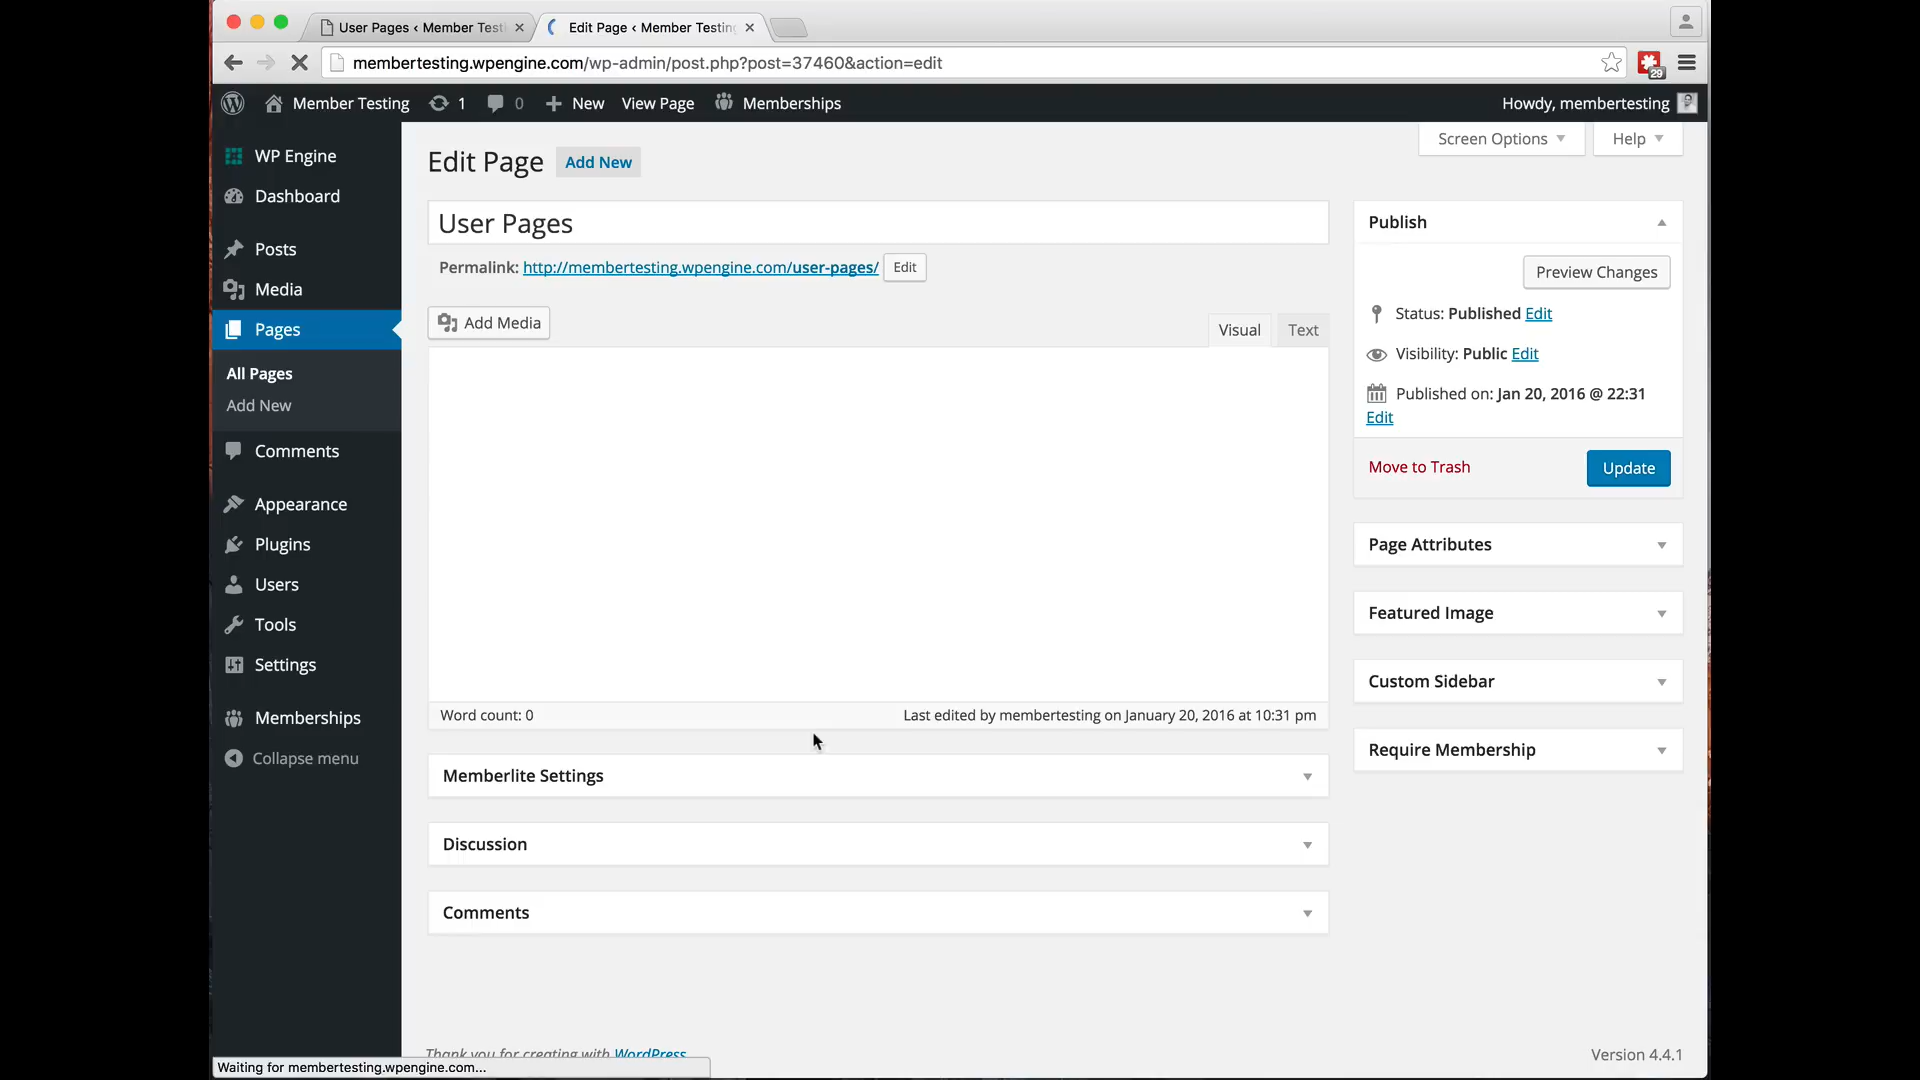 User Pages ‹ Member Test
Edit Page ‹ Member Testing
membertesting.wpengine.com/wp-admin/post.php?post=37460&action=edit
29
Member Testing
1
0
New
View Page
Memberships
Howdy, membertesting
WP Engine
Dashboard
Posts
Media
Pages
All Pages
Add New
Comments
Appearance
Plugins
Users
Tools
Settings
Memberships
Collapse menu
Screen Options
Help
Edit Page
Add New
User Pages
Permalink: http://membertesting.wpengine.com/user-pages/ Edit
Add Media
Visual
Text
Word count: 0
Last edited by membertesting on January 20, 2016 at 10:31 pm
Memberlite Settings
Discussion
Comments
Publish
Preview Changes
Status: Published Edit
Visibility: Public Edit
Published on: Jan 20, 2016 @ 22:31
Edit
Move to Trash
Update
Page Attributes
Featured Image
Custom Sidebar
Require Membership
Thank you for creating with WordPress
Version 4.4.1
Waiting for membertesting.wpengine.com...